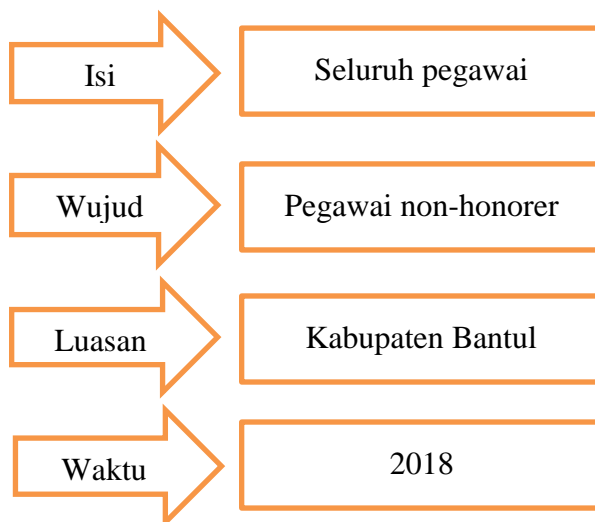 Isi
Seluruh pegawai
Wujud
Pegawai non-honorer
Luasan
Kabupaten Bantul
Waktu
2018